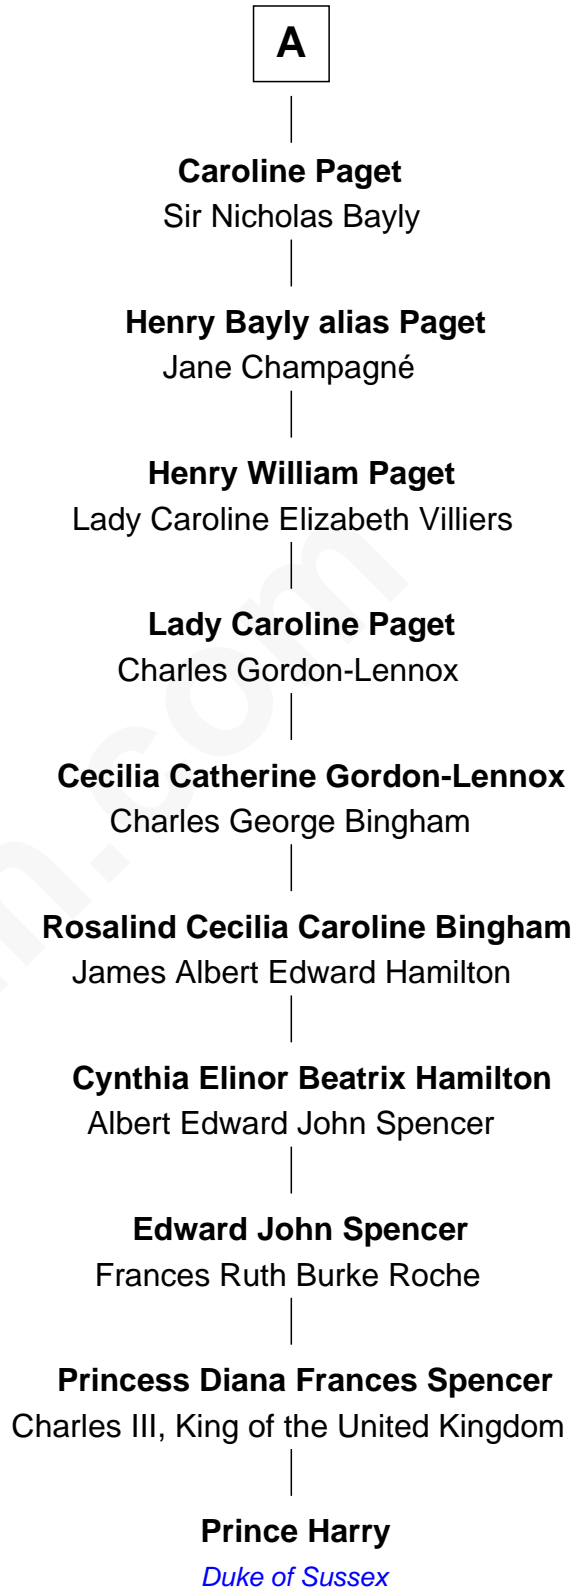 A
Caroline Paget
Sir Nicholas Bayly
Henry Bayly alias Paget
Jane Champagné
Henry William Paget
Lady Caroline Elizabeth Villiers
Lady Caroline Paget
Charles Gordon-Lennox
Cecilia Catherine Gordon-Lennox
Charles George Bingham
Rosalind Cecilia Caroline Bingham
James Albert Edward Hamilton
Cynthia Elinor Beatrix Hamilton
Albert Edward John Spencer
Edward John Spencer
Frances Ruth Burke Roche
Princess Diana Frances Spencer
Charles III, King of the United Kingdom
Prince Harry
Duke of Sussex